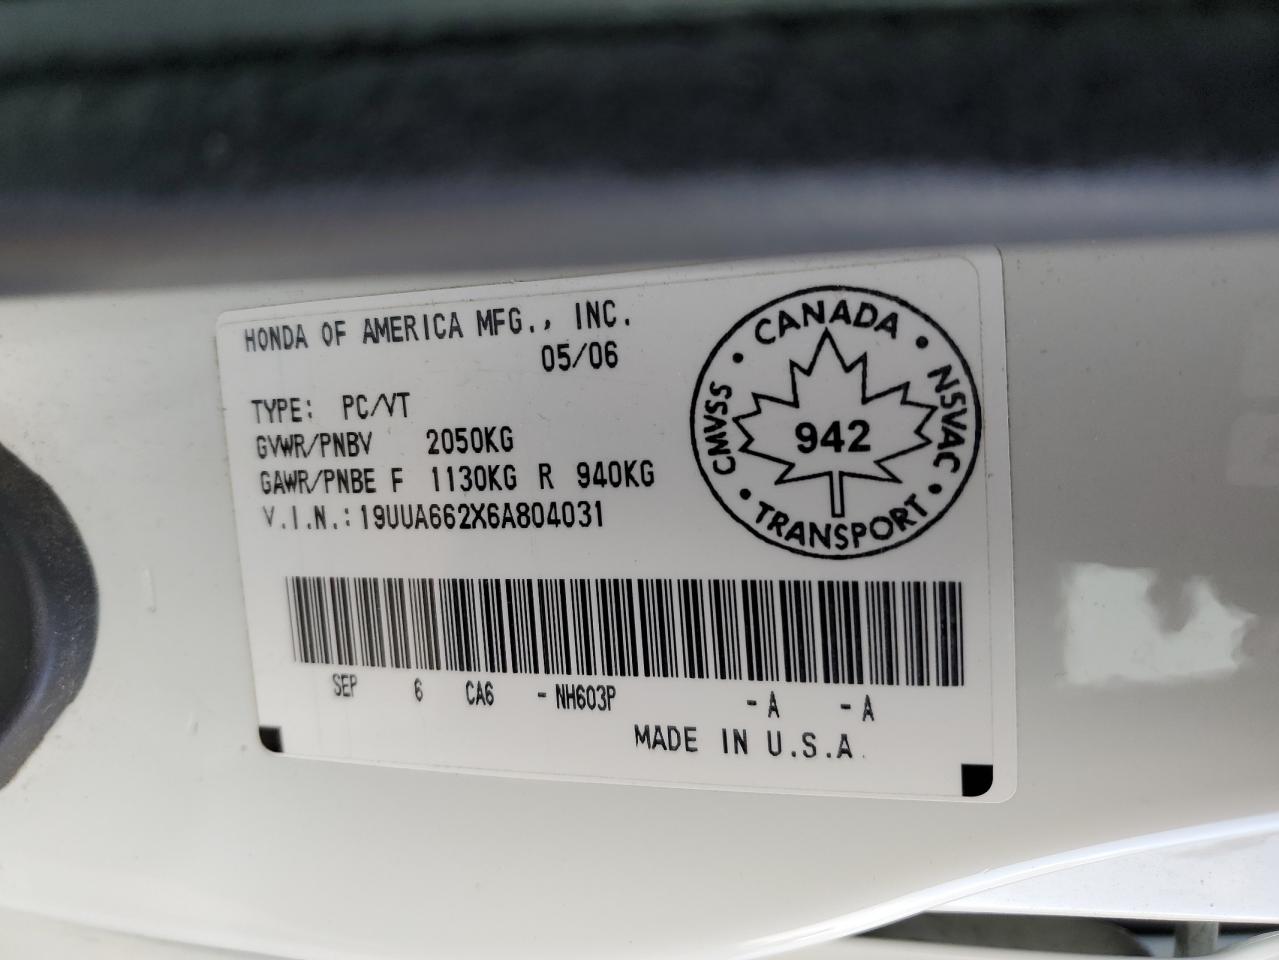 HONDA OF AMERICA MFG., INC.
05/06
TYPE: PC/VT
GVWR/PNBV 2050KG
GAWR/PNBE F 1130KG R 940KG
V.I.N.:19UUA662X6A804031
CANADA
CMVSS
942
NSVAC
TRANSPORT
SEP 6 CA6 -NH603P -A -A
MADE IN U.S.A.